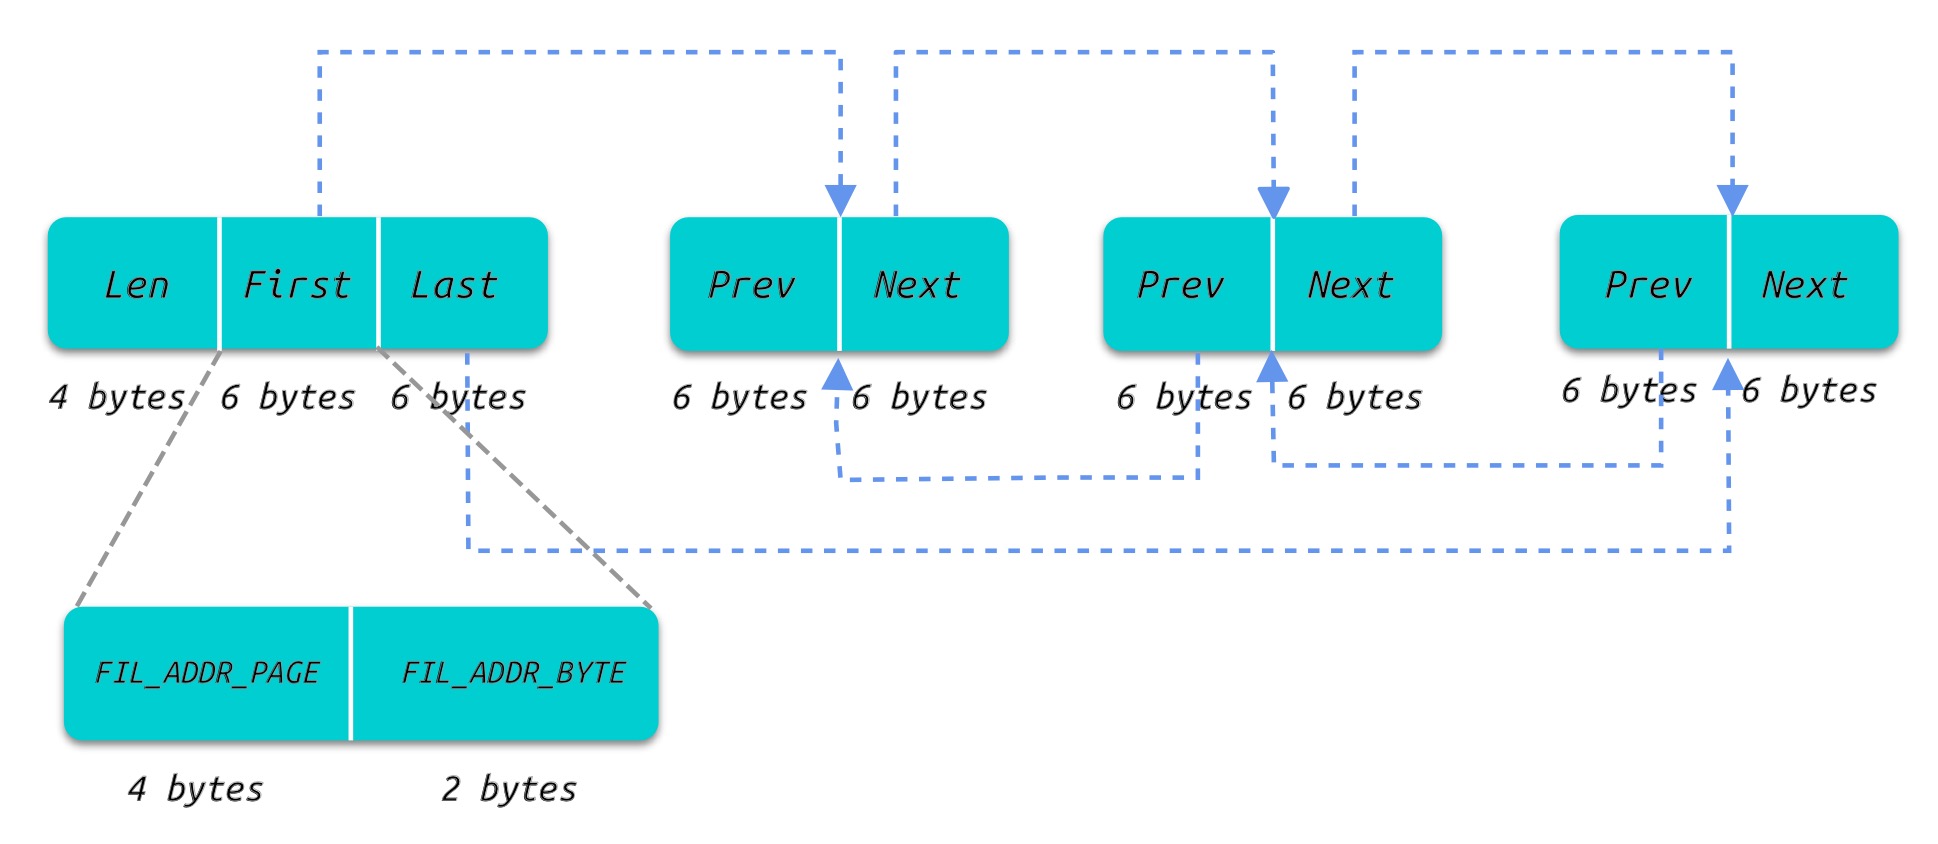 Len First Last Prev Next Prev Next Prev Next
4 bytes 6 bytes 6 bytes 6 bytes 6 bytes 6 bytes 6 bytes 6 bytes 6 bytes
FIL_ADDR_PAGE FIL_ADDR_BYTE
4 bytes 2 bytes